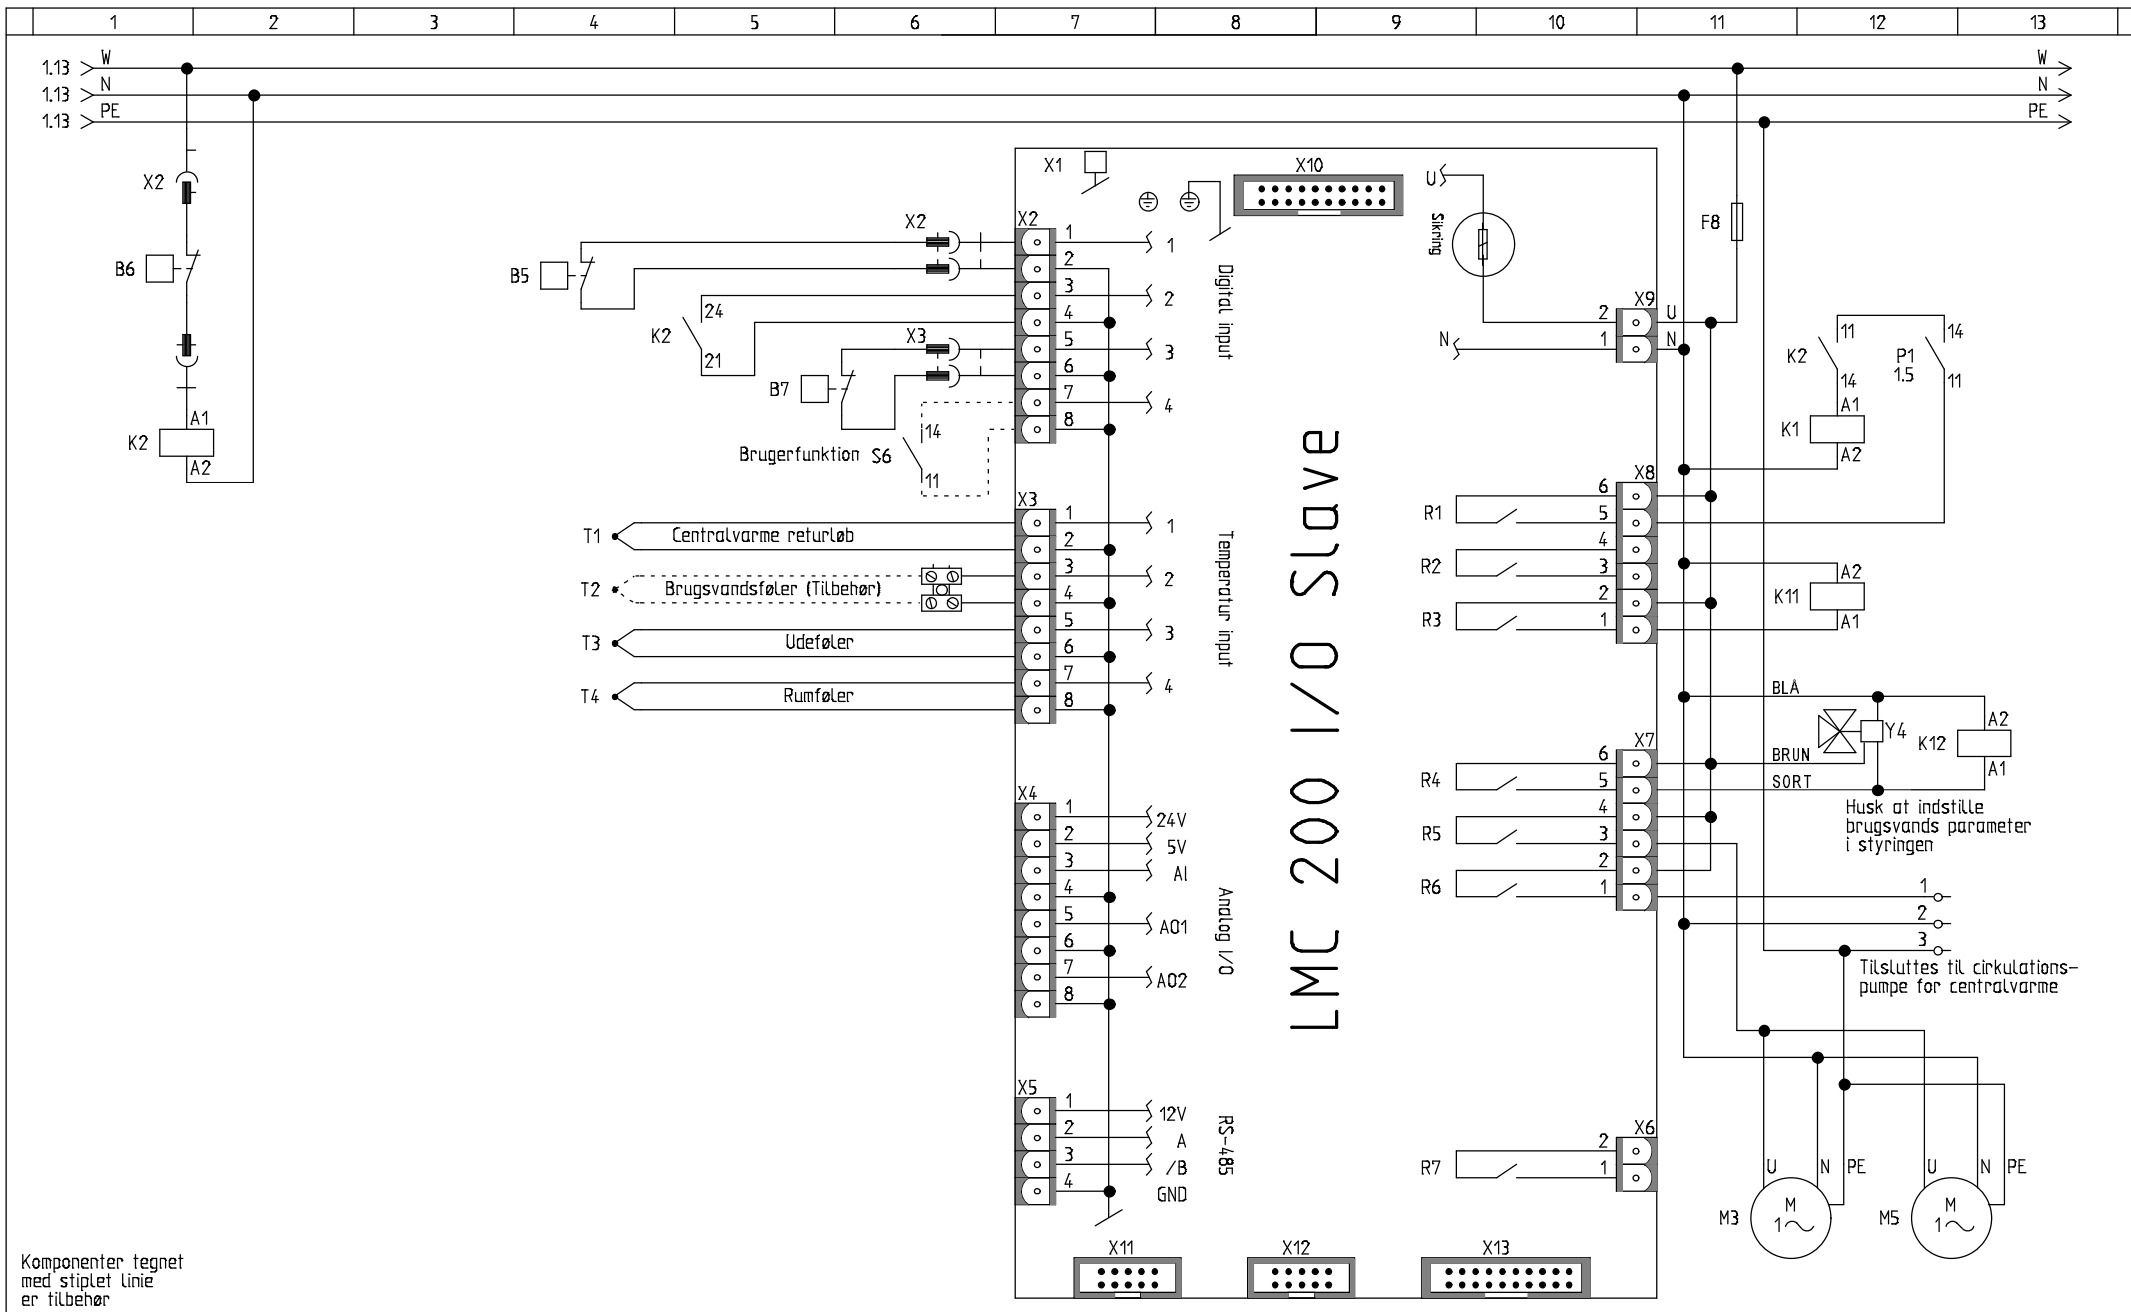 1 2 3 4 5 6 7 8 9 10 11 12 13
1.13 W W
1.13 N N
1.13 PE PE
X2
B6
A1
K2
A2
X1
X10
U
Sikring
F8
X2
X2
B5
1 1
2
3 2
4
5 3
6
7 4
8
Digital input
24
K2
21
X3
B7
14
Brugerfunktion S6
11
X9
2 U
N 1 N
11 14
K2 P1
1.5
14 11
A1
K1
A2
X3
T1 Centralvarme returløb
T2 Brugsvandsføler (Tilbehør)
T3 Udeføler
T4 Rumføler
1 1
2
3 2
4
5 3
6
7 4
8
Temperatur input
LMC 200 I/O Slave
X8
6
R1 5
4
R2 3
2
R3 1
A2
K11
A1
X7
6
R4 5
4
R5 3
2
R6 1
BLÅ
BRUN
SORT
Y4
A2
K12
A1
Husk at indstille
brugsvands parameter
i styringen
1
2
3
Tilsluttes til cirkulations-
pumpe for centralvarme
X4
1 24V
2 5V
3 AI
4
5 AO1
6
7 AO2
8
Analog I/O
X5
1 12V
2 A
3 /B
4 GND
RS-485
X6
2
R7 1
U N PE
M3 M
1~
U N PE
M5 M
1~
X11 X12 X13
Komponenter tegnet
med stiplet linie
er tilbehør